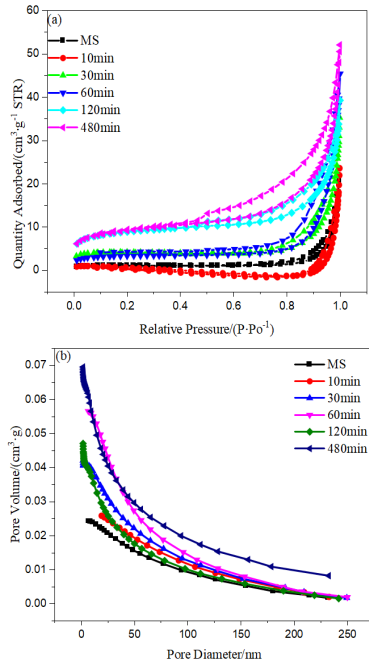 (a)
MS
10min
30min
60min
120min
480min
60
50
40
30
20
10
0
0.0 0.2 0.4 0.6 0.8 1.0
Quantity Adsorbed/(cm³·g⁻¹ STR)
Relative Pressure/(P·Po⁻¹)
(b)
MS
10min
30min
60min
120min
480min
0.07
0.06
0.05
0.04
0.03
0.02
0.01
0.00
0 50 100 150 200 250
Pore Volume/(cm³·g)
Pore Diameter/nm